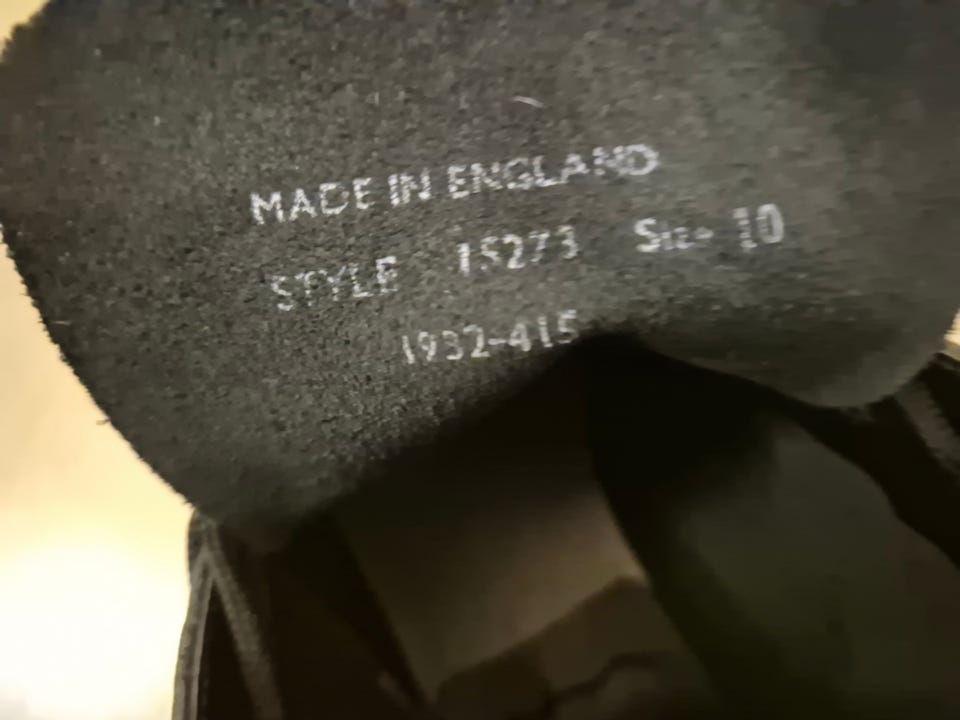 MADE IN ENGLAND
STYLE 15273 Size 10
1932-415